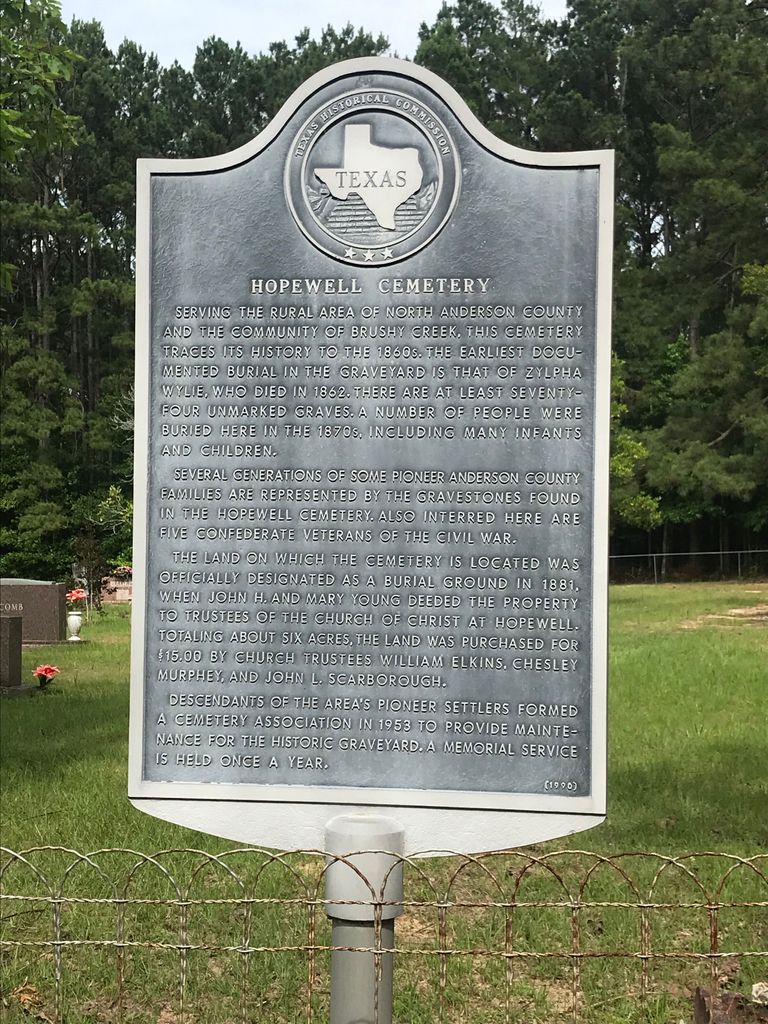 TEXAS HISTORICAL COMMISSION
TEXAS
HOPEWELL CEMETERY
SERVING THE RURAL AREA OF NORTH ANDERSON COUNTY
AND THE COMMUNITY OF BRUSHY CREEK, THIS CEMETERY
TRACES ITS HISTORY TO THE 1860s. THE EARLIEST DOCU-
MENTED BURIAL IN THE GRAVEYARD IS THAT OF ZYLPHA
WYLIE, WHO DIED IN 1862. THERE ARE AT LEAST SEVENTY-
FOUR UNMARKED GRAVES. A NUMBER OF PEOPLE WERE
BURIED HERE IN THE 1870s, INCLUDING MANY INFANTS
AND CHILDREN.
SEVERAL GENERATIONS OF SOME PIONEER ANDERSON COUNTY
FAMILIES ARE REPRESENTED BY THE GRAVESTONES FOUND
IN THE HOPEWELL CEMETERY. ALSO INTERRED HERE ARE
FIVE CONFEDERATE VETERANS OF THE CIVIL WAR.
THE LAND ON WHICH THE CEMETERY IS LOCATED WAS
OFFICIALLY DESIGNATED AS A BURIAL GROUND IN 1881,
WHEN JOHN H. AND MARY YOUNG DEEDED THE PROPERTY
TO TRUSTEES OF THE CHURCH OF CHRIST AT HOPEWELL.
TOTALING ABOUT SIX ACRES, THE LAND WAS PURCHASED FOR
$15.00 BY CHURCH TRUSTEES WILLIAM ELKINS, CHESLEY
MURPHEY, AND JOHN L. SCARBOROUGH.
DESCENDANTS OF THE AREA'S PIONEER SETTLERS FORMED
A CEMETERY ASSOCIATION IN 1953 TO PROVIDE MAINTE-
NANCE FOR THE HISTORIC GRAVEYARD. A MEMORIAL SERVICE
IS HELD ONCE A YEAR.
(1990)
COMB